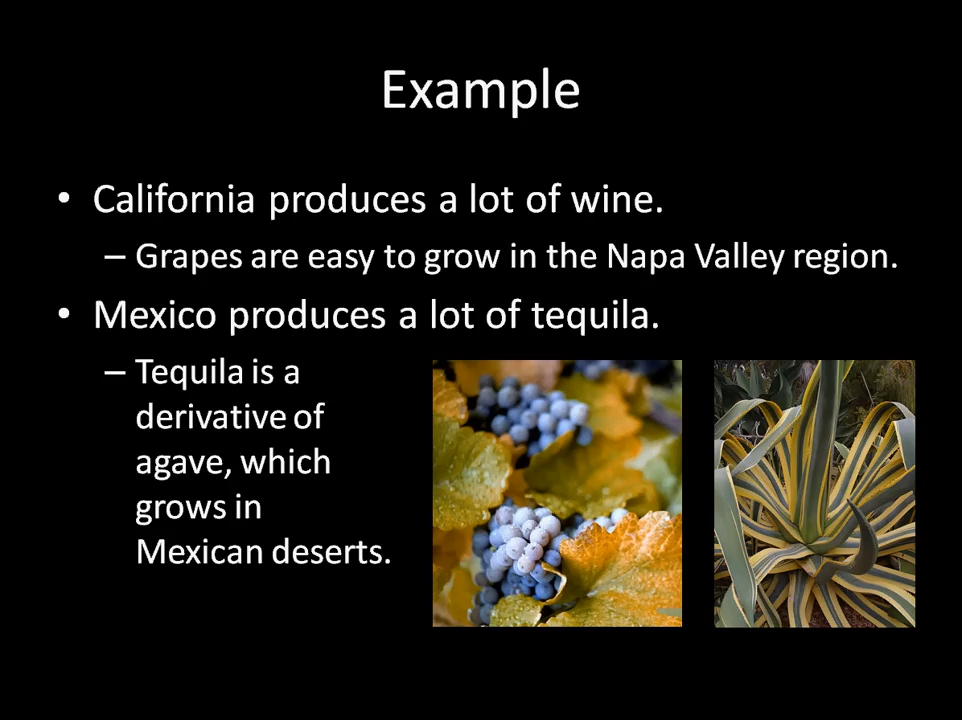 Example
• California produces a lot of wine.
– Grapes are easy to grow in the Napa Valley region.
• Mexico produces a lot of tequila.
– Tequila is a
derivative of
agave, which
grows in
Mexican deserts.